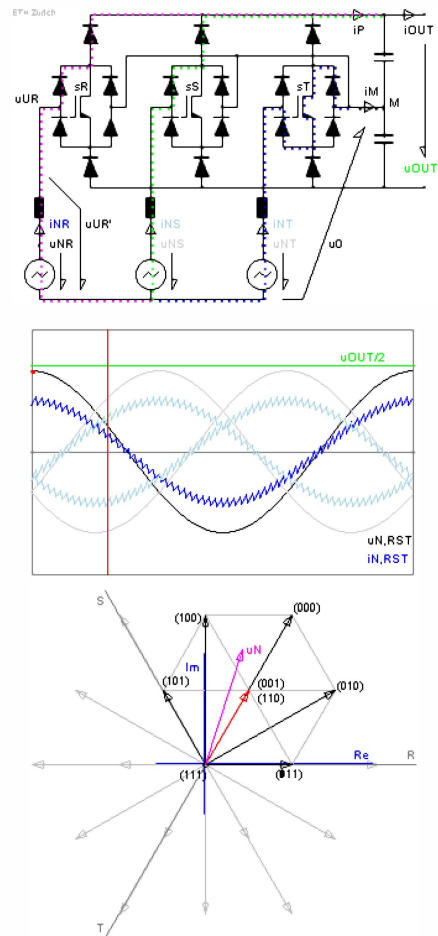 ETH Zurich
iP
iOUT
sR
sS
sT
uUR
iM
M
uOUT
iNR
uUR'
iNS
iNT
u0
uNR
uNS
uNT
uOUT/2
uN,RST
iN,RST
S
(100)
(000)
Im
uN
(101)
(001)
(010)
(110)
Re
R
(111)
(011)
T